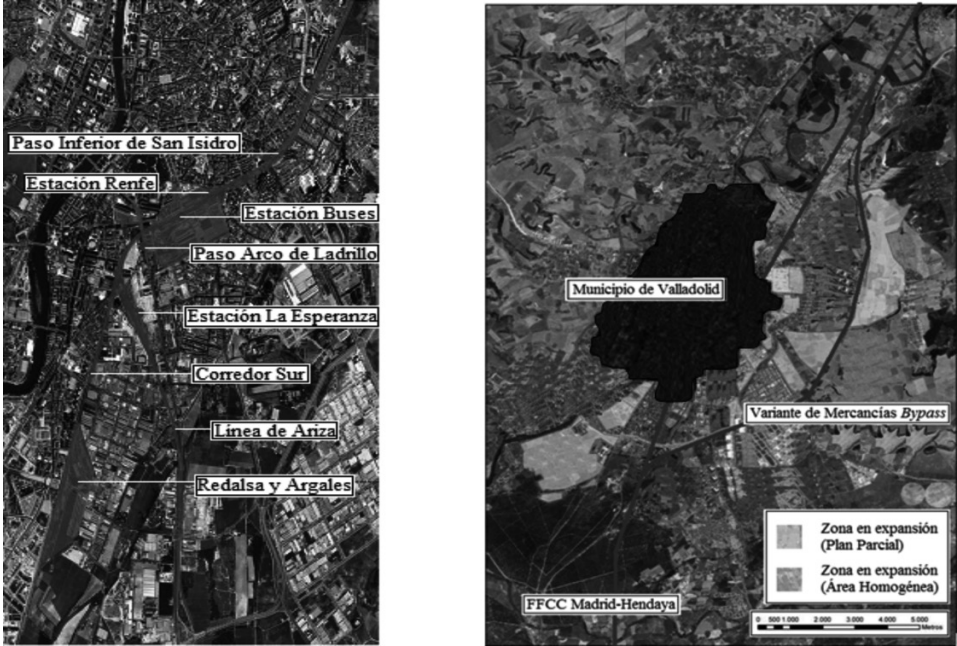 Paso Inferior de San Isidro
Estación Renfe
Estación Buses
Paso Arco de Ladrillo
Estación La Esperanza
Corredor Sur
Línea de Ariza
Redalsa y Argales
Municipio de Valladolid
Variante de Mercancías Bypass
Zona en expansión
(Plan Parcial)
Zona en expansión
(Área Homogénea)
FFCC Madrid-Hendaya
0 500 1.000 2.000 3.000 4.000 5.000
Metros